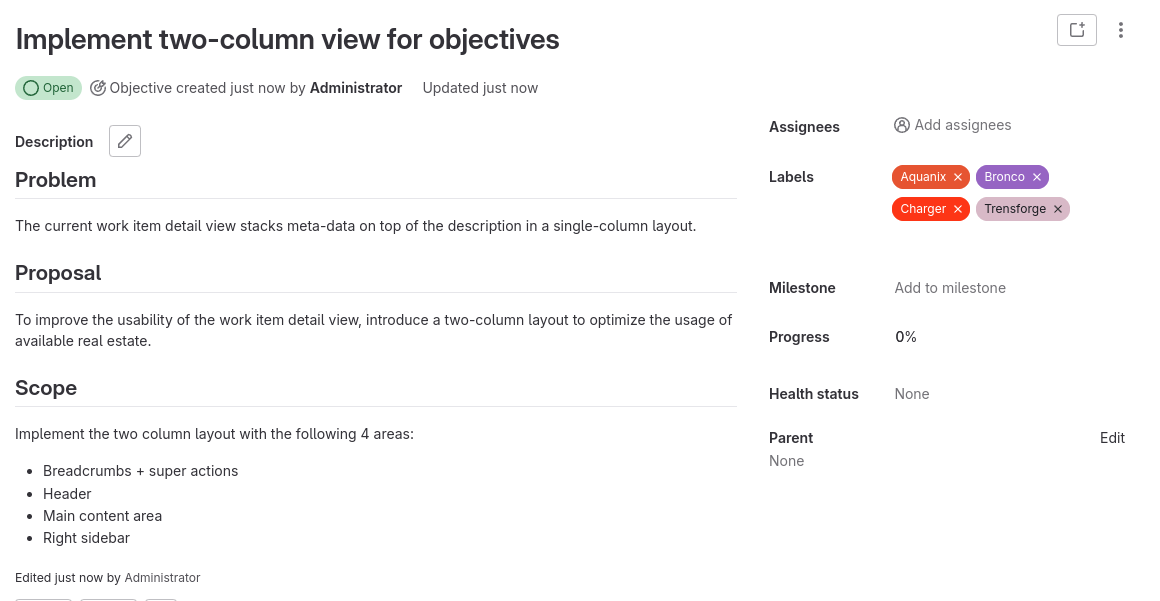 Implement two-column view for objectives
Open Objective created just now by Administrator Updated just now
Description
Problem
The current work item detail view stacks meta-data on top of the description in a single-column layout.
Proposal
To improve the usability of the work item detail view, introduce a two-column layout to optimize the usage of
available real estate.
Scope
Implement the two column layout with the following 4 areas:
• Breadcrumbs + super actions
• Header
• Main content area
• Right sidebar
Edited just now by Administrator
Assignees Add assignees
Labels Aquanix × Bronco ×
Charger × Trensforge ×
Milestone Add to milestone
Progress 0%
Health status None
Parent Edit
None